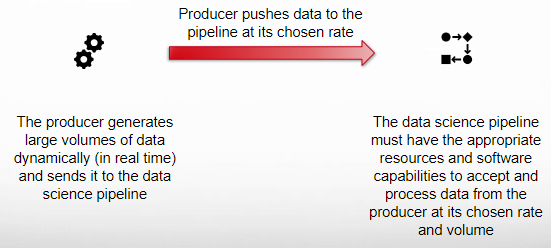 Producer pushes data to the
pipeline at its chosen rate
The producer generates
large volumes of data
dynamically (in real time)
and sends it to the data
science pipeline
The data science pipeline
must have the appropriate
resources and software
capabilities to accept and
process data from the
producer at its chosen rate
and volume